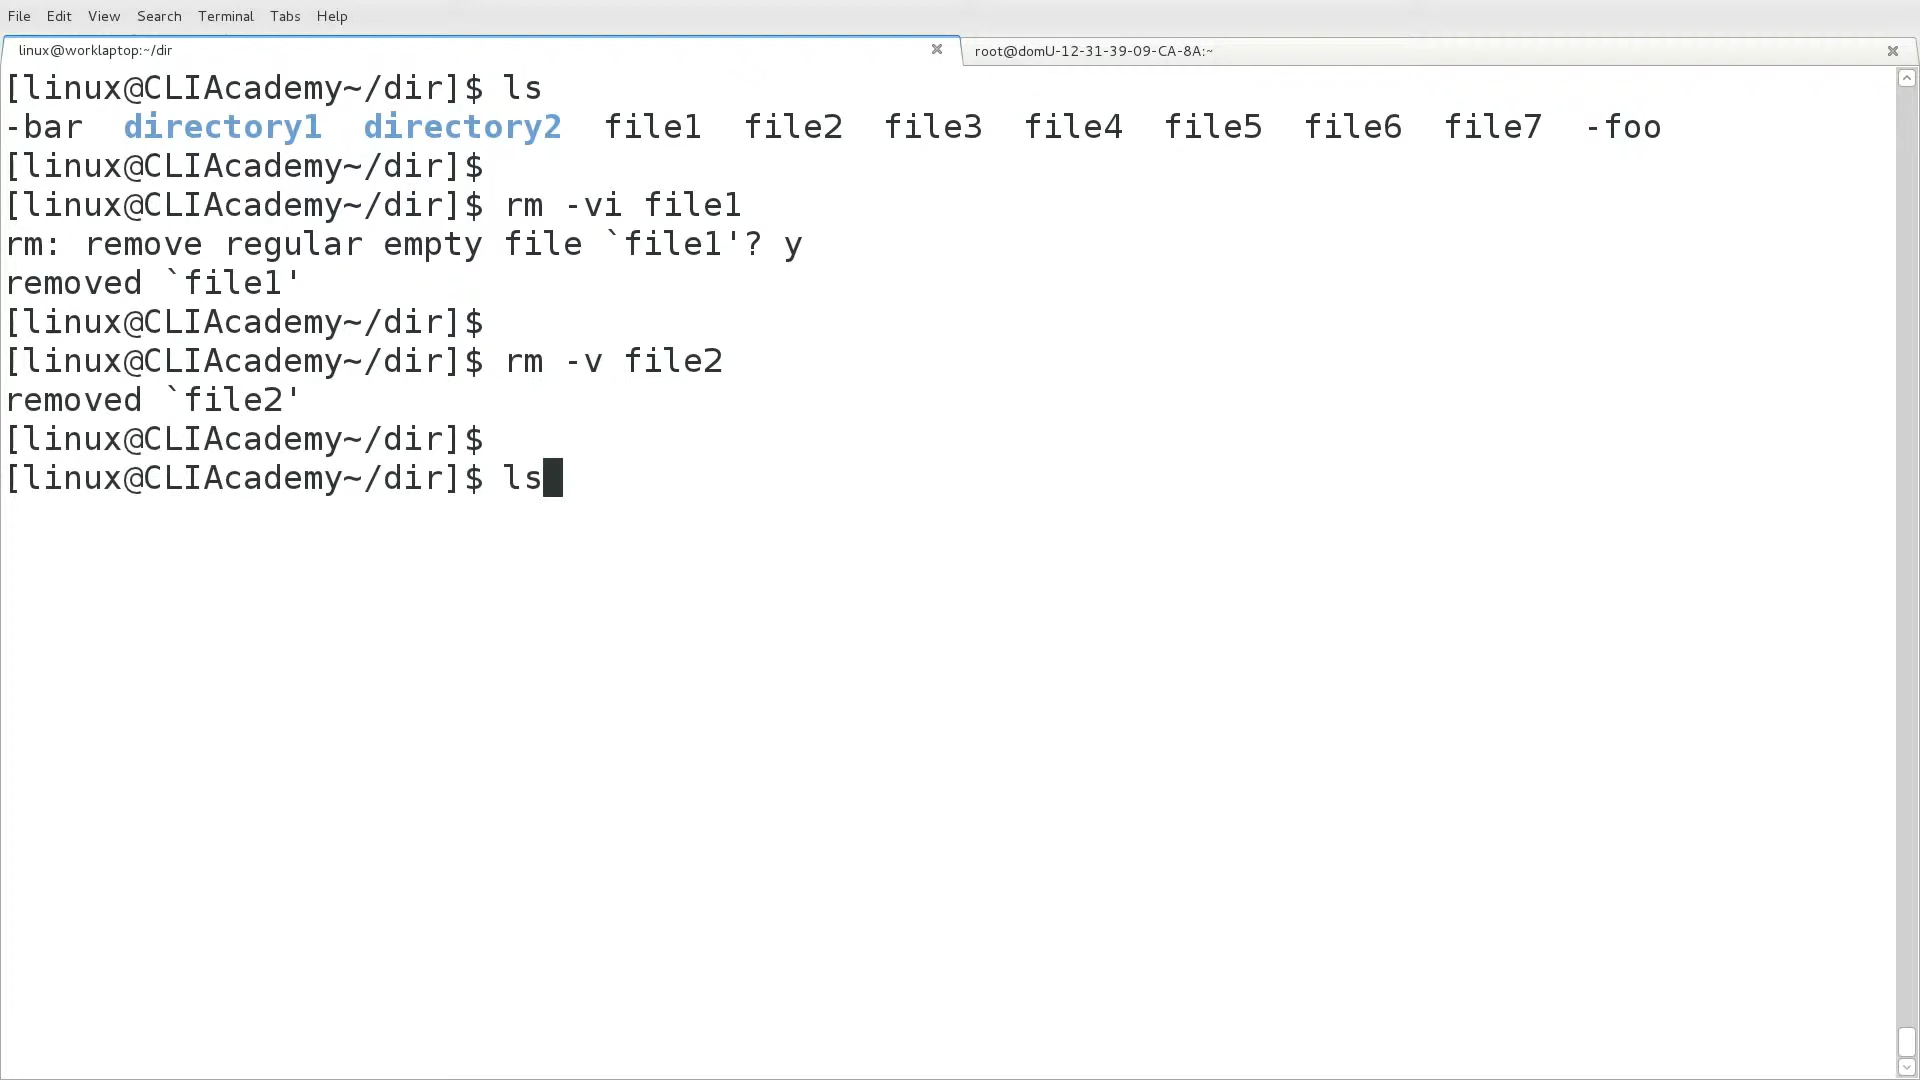 File Edit View Search Terminal Tabs Help
linux@worklaptop:~/dir root@domU-12-31-39-09-CA-8A:~
[linux@CLIAcademy~/dir]$ ls
-bar directory1 directory2 file1 file2 file3 file4 file5 file6 file7 -foo
[linux@CLIAcademy~/dir]$
[linux@CLIAcademy~/dir]$ rm -vi file1
rm: remove regular empty file `file1'? y
removed `file1'
[linux@CLIAcademy~/dir]$
[linux@CLIAcademy~/dir]$ rm -v file2
removed `file2'
[linux@CLIAcademy~/dir]$
[linux@CLIAcademy~/dir]$ ls